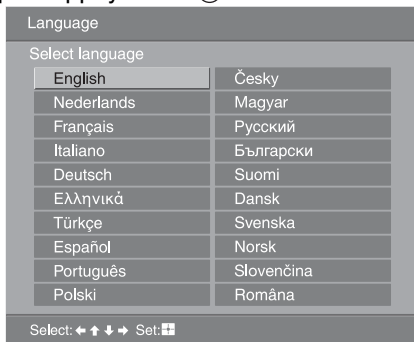 Language
Select language
English
Nederlands
Français
Italiano
Deutsch
Ελληνικά
Türkçe
Español
Português
Polski
Česky
Magyar
Русский
Български
Suomi
Dansk
Svenska
Norsk
Slovenčina
Româna
Select: ← ↑ ↓ → Set: